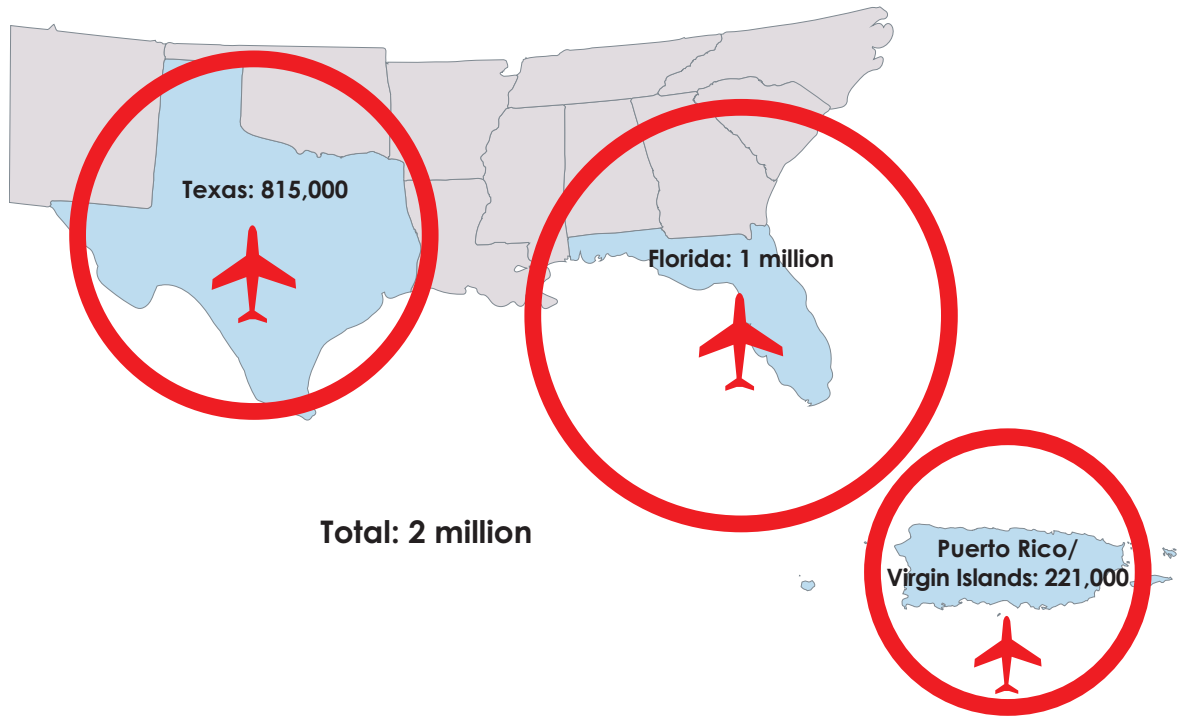 Texas: 815,000
Florida: 1 million
Total: 2 million
Puerto Rico/
Virgin Islands: 221,000